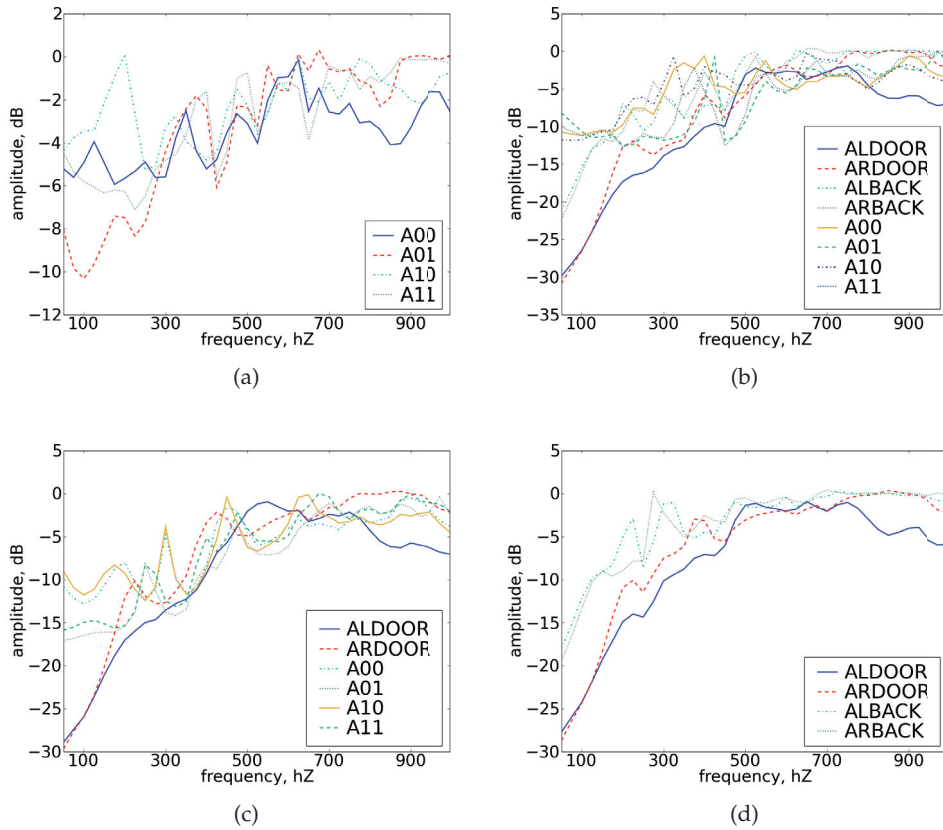 2
0
−2
−4
−6
−8
−10
−12
amplitude, dB
A00
A01
A10
A11
100 300 500 700 900
frequency, hZ
(a)
5
0
−5
−10
−15
−20
−25
−30
−35
amplitude, dB
ALDOOR
ARDOOR
ALBACK
ARBACK
A00
A01
A10
A11
100 300 500 700 900
frequency, hZ
(b)
5
0
−5
−10
−15
−20
−25
−30
amplitude, dB
ALDOOR
ARDOOR
A00
A01
A10
A11
100 300 500 700 900
frequency, hZ
(c)
5
0
−5
−10
−15
−20
−25
−30
amplitude, dB
ALDOOR
ARDOOR
ALBACK
ARBACK
100 300 500 700 900
frequency, hZ
(d)